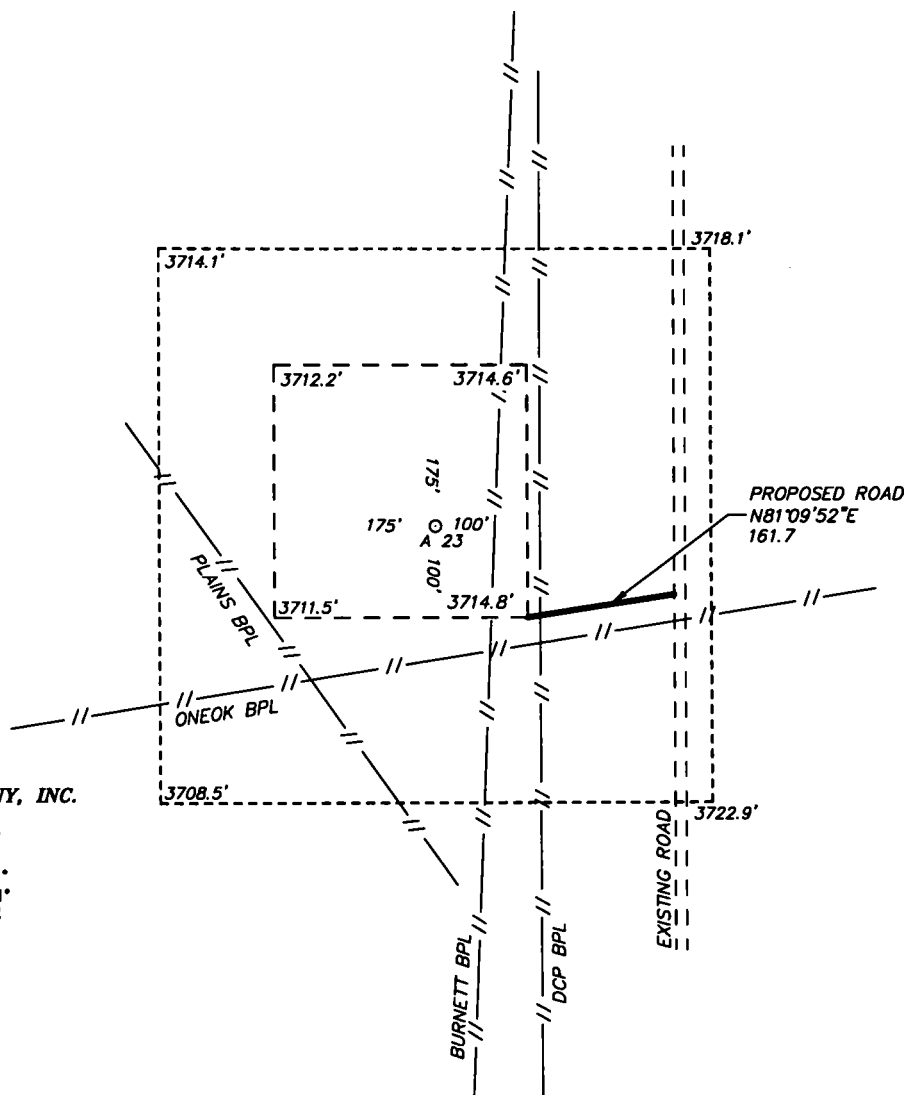 3714.1'
3718.1'
3712.2'
3714.6'
175'
175' 100'
A 23
100'
3711.5'
3714.8'
PROPOSED ROAD
N81°09'52"E
161.7
PLAINS BPL
ONEOK BPL
3708.5'
3722.9'
, INC.
EXISTING ROAD
BURNETT BPL
DCP BPL